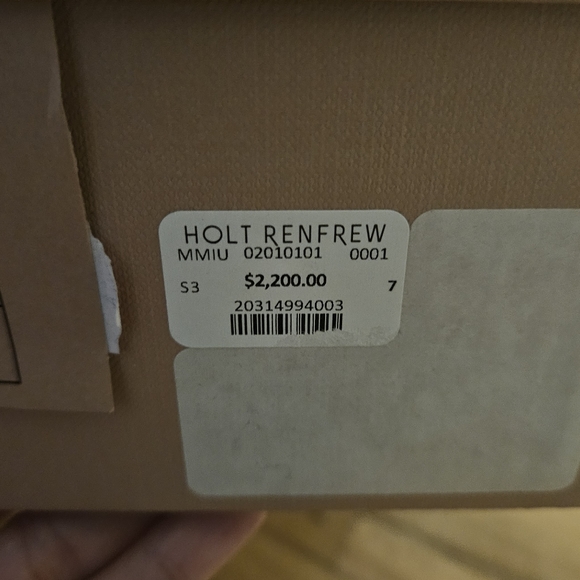 HOLT RENFREW
MMIU 02010101 0001
S3 $2,200.00 7
20314994003